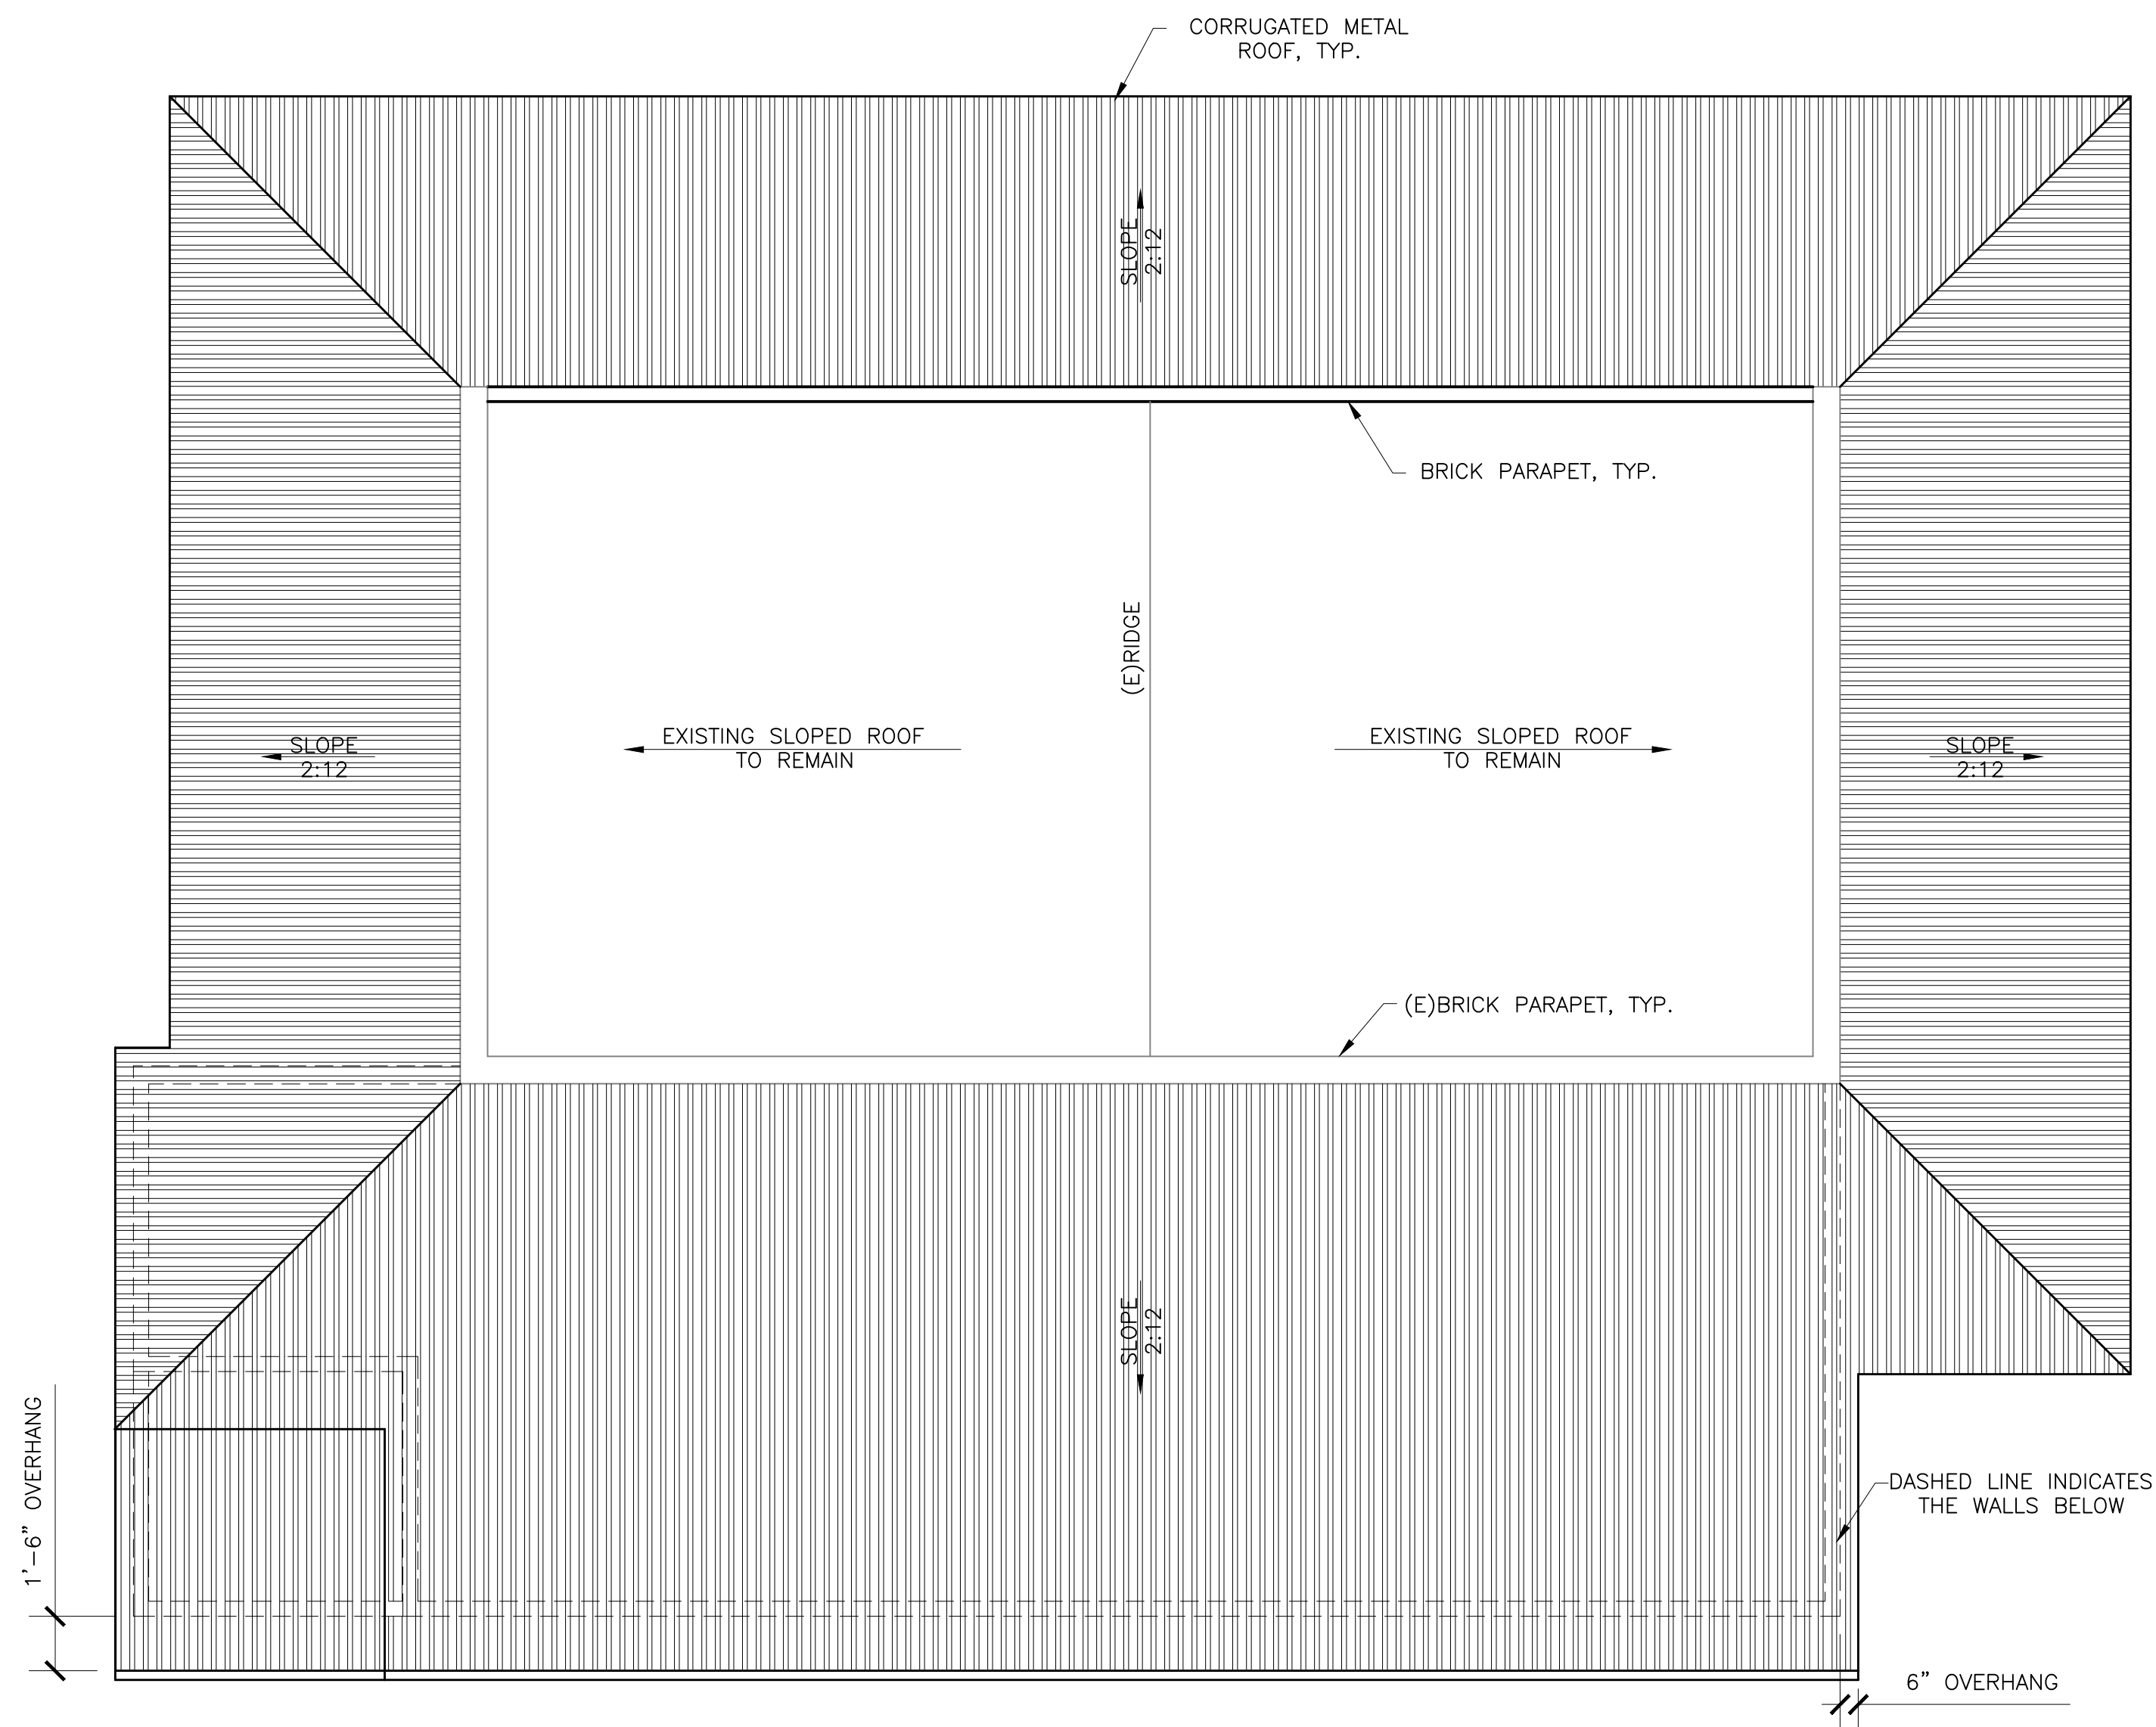 CORRUGATED METAL
ROOF, TYP.
SLOPE
2:12
BRICK PARAPET, TYP.
(E)RIDGE
EXISTING SLOPED ROOF
TO REMAIN
EXISTING SLOPED ROOF
TO REMAIN
SLOPE
2:12
SLOPE
2:12
(E)BRICK PARAPET, TYP.
SLOPE
2:12
1'-6" OVERHANG
DASHED LINE INDICATES
THE WALLS BELOW
6" OVERHANG